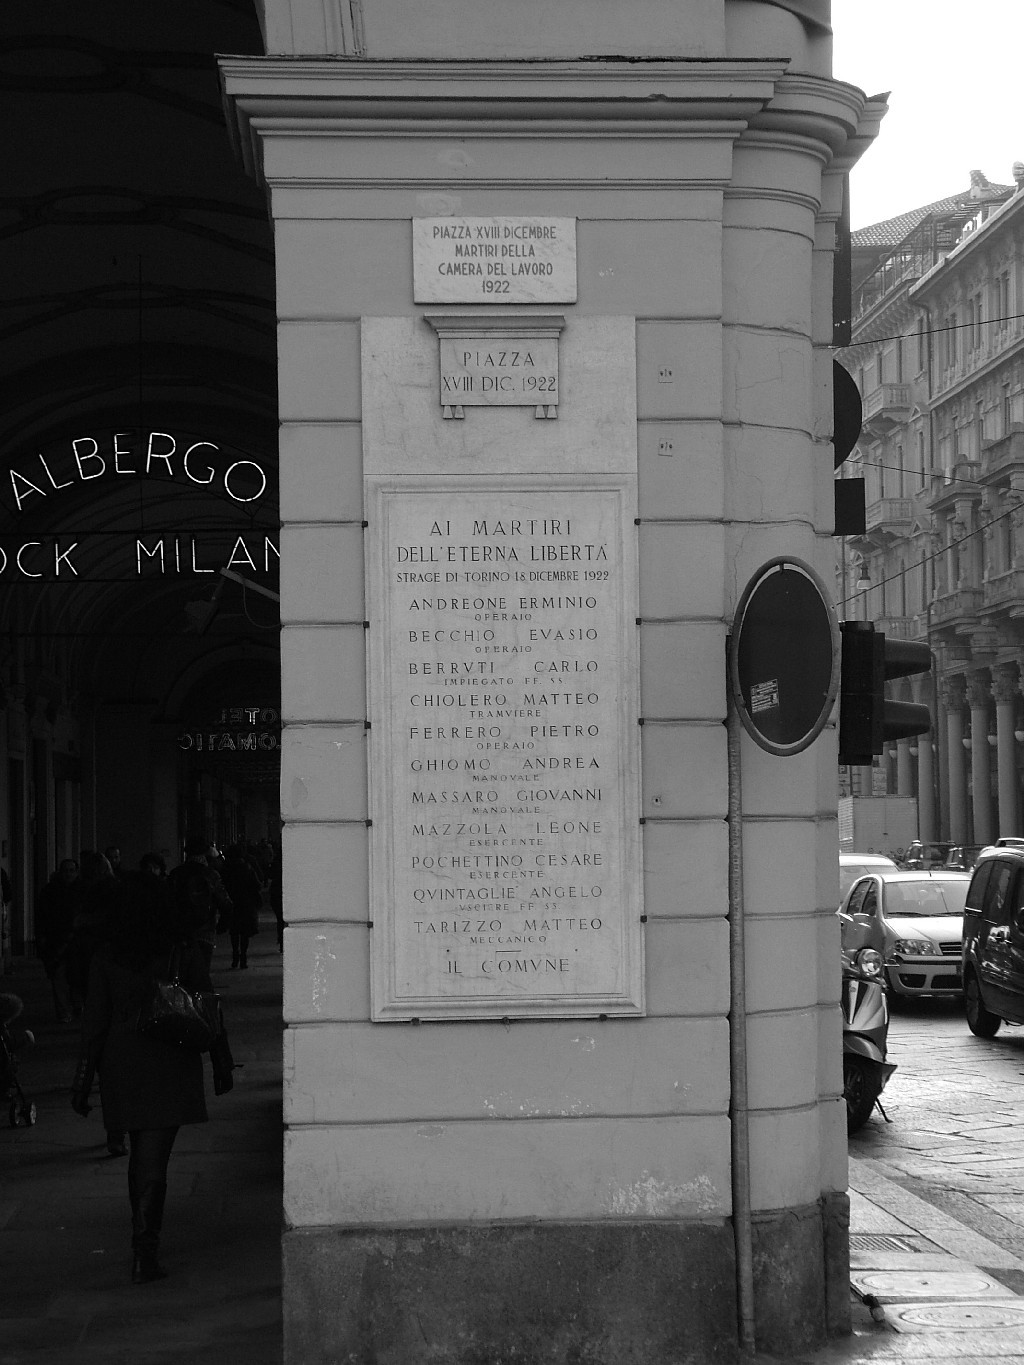 PIAZZA XVIII DICEMBRE
MARTIRI DELLA
CAMERA DEL LAVORO
1922
PIAZZA
XVIII DIC. 1922
ALBERGO
OCK MILAN
AI MARTIRI
DELL'ETERNA LIBERTÀ
STRAGE DI TORINO 18 DICEMBRE 1922
ANDREONE ERMINIO
OPERAIO
BECCHIO EVASIO
OPERAIO
BERRVTI CARLO
IMPIEGATO FF. SS
CHIOLERO MATTEO
TRAMVIERE
FERRERO PIETRO
OPERAIO
GHIOMO ANDREA
MANOVALE
MASSARO GIOVANNI
MANOVALE
MAZZOLA LEONE
ESERCENTE
POCHETTINO CESARE
ESERCENTE
QVINTAGLIE ANGELO
VSCIERE FF. SS.
TARIZZO MATTEO
MECCANICO
IL COMVNE